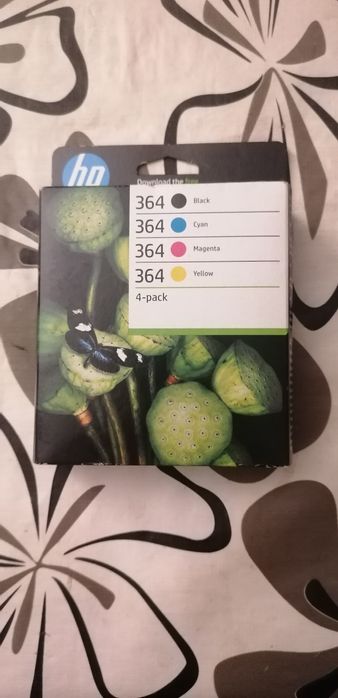 hp
Download the free
364 Black
364 Cyan
364 Magenta
364 Yellow
4-pack